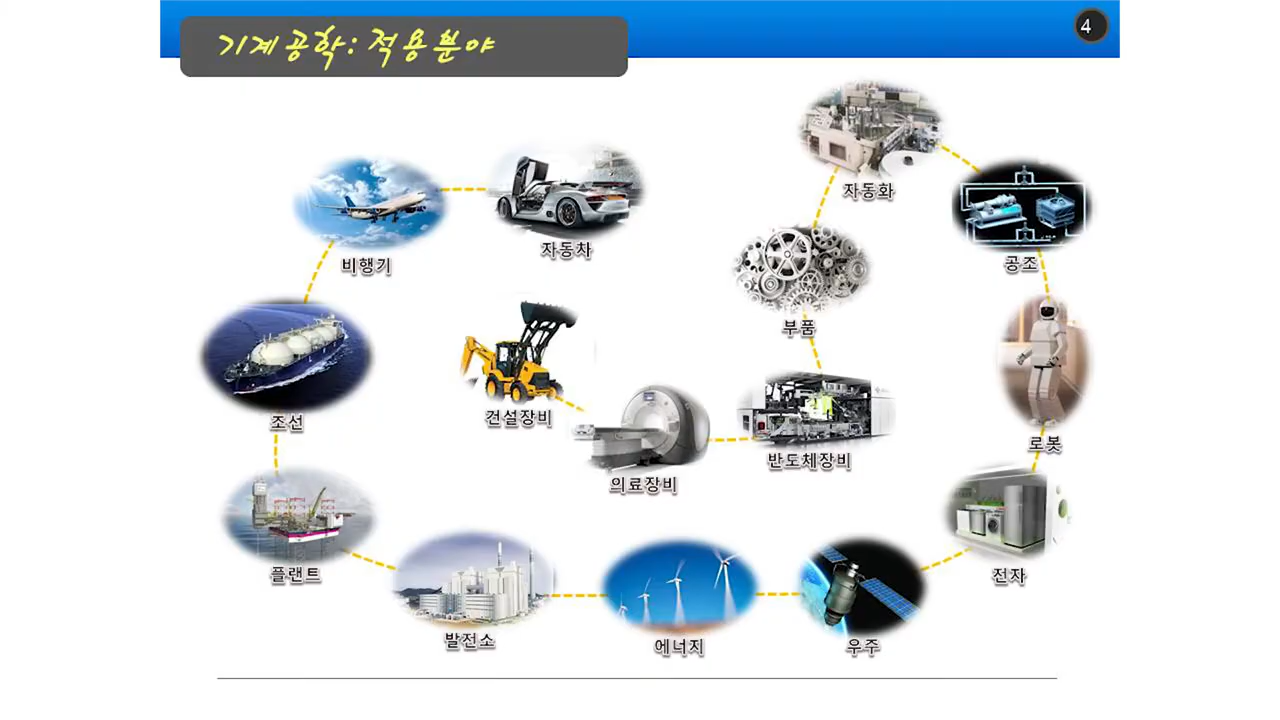 기계공학: 적용분야
4
자동차
비행기
조선
플랜트
발전소
에너지
우주
전자
로봇
공조
자동화
부품
반도체장비
의료장비
건설장비